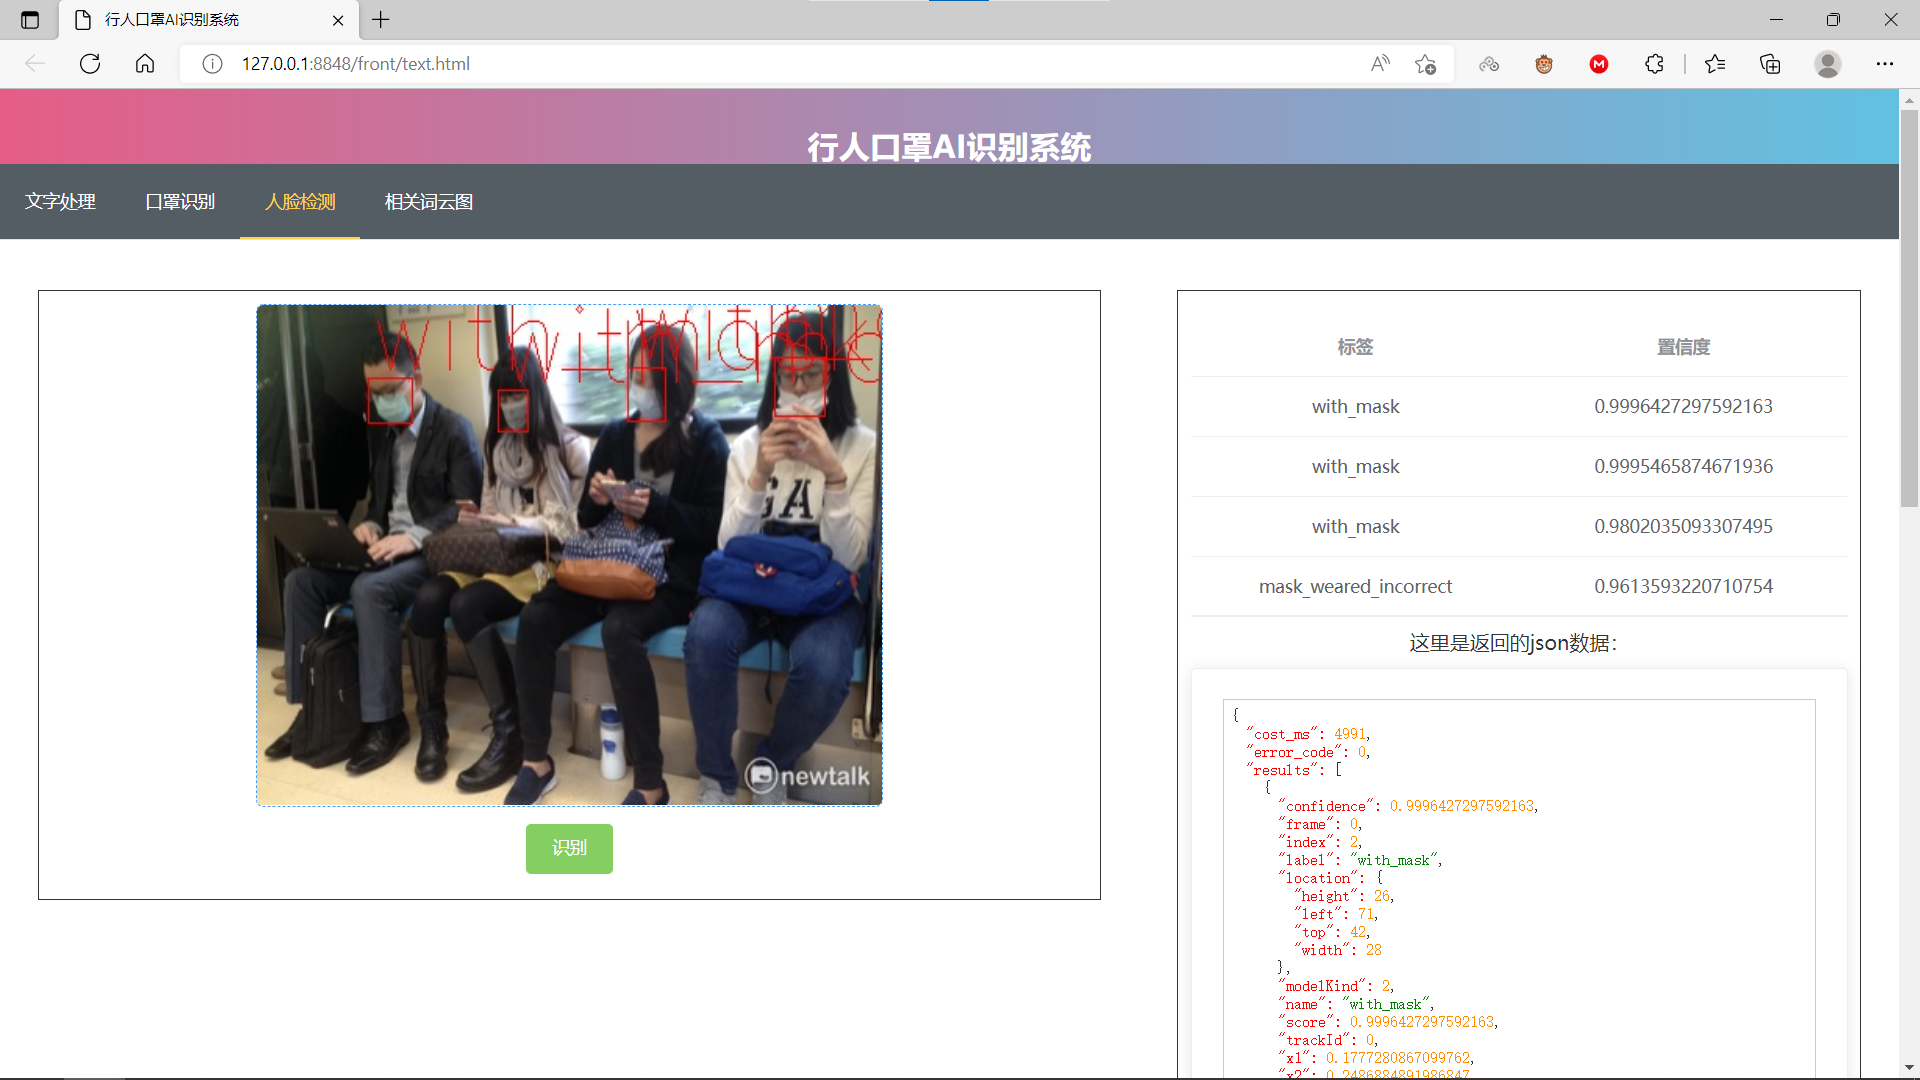 行人口罩AI识别系统
127.0.0.1:8848/front/text.html
行人口罩AI识别系统
文字处理
口罩识别
人脸检测
相关词云图
with
GA
newtalk
识别
标签 置信度
with_mask 0.9996427297592163
with_mask 0.9995465874671936
with_mask 0.9802035093307495
mask_weared_incorrect 0.9613593220710754
这里是返回的json数据：
{
"cost_ms": 4991,
"error_code": 0,
"results": [
{
"confidence": 0.9996427297592163,
"frame": 0,
"index": 2,
"label": "with_mask",
"location": {
"height": 26,
"left": 71,
"top": 42,
"width": 28
},
"modelKind": 2,
"name": "with_mask",
"score": 0.9996427297592163,
"trackId": 0,
"x1": 0.1777280867099762,
"x2": 0.2486884891986847,